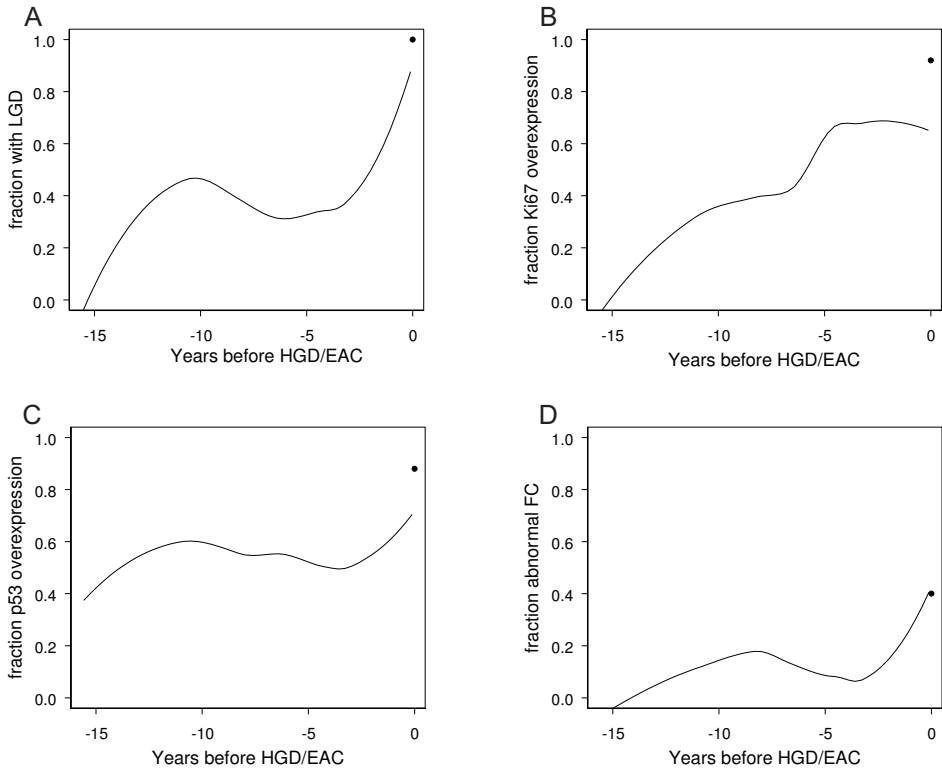 A
fraction with LGD
1.0
0.8
0.6
0.4
0.2
0.0
-15 -10 -5 0
Years before HGD/EAC
B
fraction Ki67 overexpression
1.0
0.8
0.6
0.4
0.2
0.0
-15 -10 -5 0
Years before HGD/EAC
C
fraction p53 overexpression
1.0
0.8
0.6
0.4
0.2
0.0
-15 -10 -5 0
Years before HGD/EAC
D
fraction abnormal FC
1.0
0.8
0.6
0.4
0.2
0.0
-15 -10 -5 0
Years before HGD/EAC